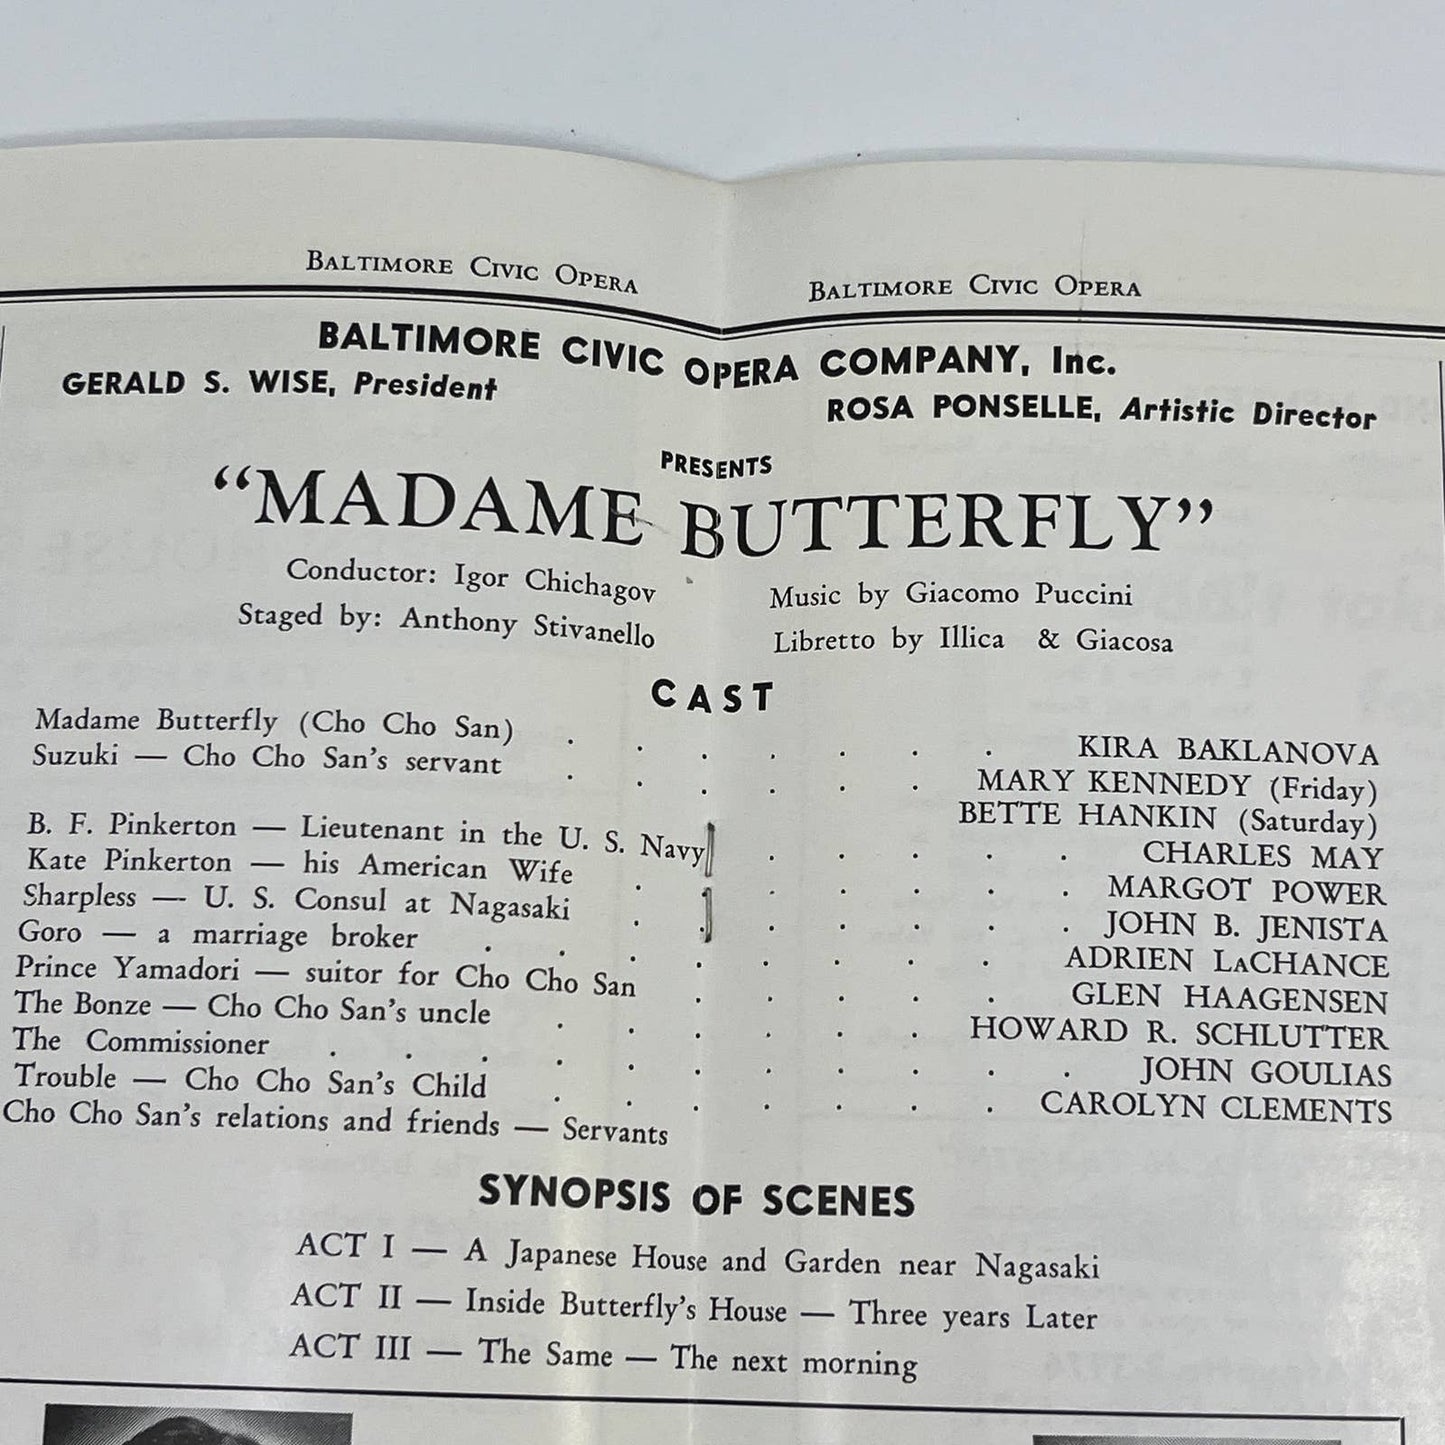 BALTIMORE CIVIC OPERA
BALTIMORE CIVIC OPERA
BALTIMORE CIVIC OPERA COMPANY, Inc.
GERALD S. WISE, President
ROSA PONSELLE, Artistic Director
PRESENTS
“MADAME BUTTERFLY”
Conductor: Igor Chichagov
Music by Giacomo Puccini
Staged by: Anthony Stivanello
Libretto by Illica & Giacosa
CAST
Madame Butterfly (Cho Cho San) . . . . . . . KIRA BAKLANOVA
Suzuki — Cho Cho San's servant . . . . . . MARY KENNEDY (Friday)
BETTE HANKIN (Saturday)
B. F. Pinkerton — Lieutenant in the U. S. Navy . . . . . CHARLES MAY
Kate Pinkerton — his American Wife . . . . . . MARGOT POWER
Sharpless — U. S. Consul at Nagasaki . . . . . . . JOHN B. JENISTA
Goro — a marriage broker . . . . . . . . ADRIEN LACHANCE
Prince Yamadori — suitor for Cho Cho San . . . . . GLEN HAAGENSEN
The Bonze — Cho Cho San's uncle . . . . . . HOWARD R. SCHLUTTER
The Commissioner . . . . . . . . . . . JOHN GOULIAS
Trouble — Cho Cho San's Child . . . . . . . CAROLYN CLEMENTS
Cho Cho San's relations and friends — Servants
SYNOPSIS OF SCENES
ACT I — A Japanese House and Garden near Nagasaki
ACT II — Inside Butterfly's House — Three years Later
ACT III — The Same — The next morning